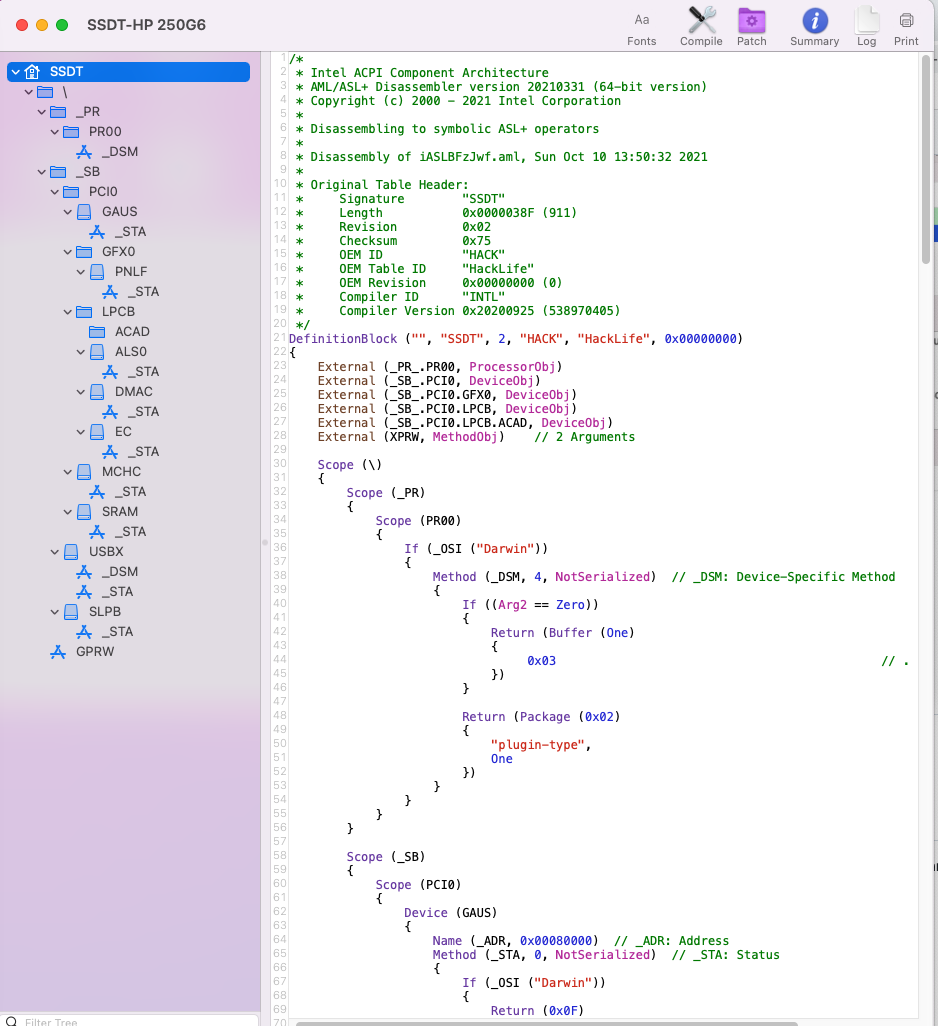 SSDT-HP 250G6
Aa
Fonts
Compile
Patch
Summary
Log
Print
SSDT
\
_PR
PR00
_DSM
_SB
PCI0
GAUS
_STA
GFX0
PNLF
_STA
LPCB
ACAD
ALS0
_STA
DMAC
_STA
EC
_STA
MCHC
_STA
SRAM
_STA
USBX
_DSM
_STA
SLPB
_STA
GPRW
Filter Tree
1 /*
2 * Intel ACPI Component Architecture
3 * AML/ASL+ Disassembler version 20210331 (64-bit version)
4 * Copyright (c) 2000 - 2021 Intel Corporation
5 *
6 * Disassembling to symbolic ASL+ operators
7 *
8 * Disassembly of iASLBFzJwf.aml, Sun Oct 10 13:50:32 2021
9 *
10 * Original Table Header:
11 *     Signature        "SSDT"
12 *     Length           0x0000038F (911)
13 *     Revision         0x02
14 *     Checksum         0x75
15 *     OEM ID           "HACK"
16 *     OEM Table ID     "HackLife"
17 *     OEM Revision     0x00000000 (0)
18 *     Compiler ID      "INTL"
19 *     Compiler Version 0x20200925 (538970405)
20 */
21 DefinitionBlock ("", "SSDT", 2, "HACK", "HackLife", 0x00000000)
22 {
23     External (_PR_.PR00, ProcessorObj)
24     External (_SB_.PCI0, DeviceObj)
25     External (_SB_.PCI0.GFX0, DeviceObj)
26     External (_SB_.PCI0.LPCB, DeviceObj)
27     External (_SB_.PCI0.LPCB.ACAD, DeviceObj)
28     External (XPRW, MethodObj)    // 2 Arguments
29
30     Scope (\)
31     {
32         Scope (_PR)
33         {
34             Scope (PR00)
35             {
36                 If (_OSI ("Darwin"))
37                 {
38                     Method (_DSM, 4, NotSerialized)  // _DSM: Device-Specific Method
39                     {
40                         If ((Arg2 == Zero))
41                         {
42                             Return (Buffer (One)
43                             {
44                                  0x03                                             // .
45                             })
46                         }
47
48                         Return (Package (0x02)
49                         {
50                             "plugin-type",
51                             One
52                         })
53                     }
54                 }
55             }
56         }
57
58         Scope (_SB)
59         {
60             Scope (PCI0)
61             {
62                 Device (GAUS)
63                 {
64                     Name (_ADR, 0x00080000)  // _ADR: Address
65                     Method (_STA, 0, NotSerialized)  // _STA: Status
66                     {
67                         If (_OSI ("Darwin"))
68                         {
69                             Return (0x0F)
70